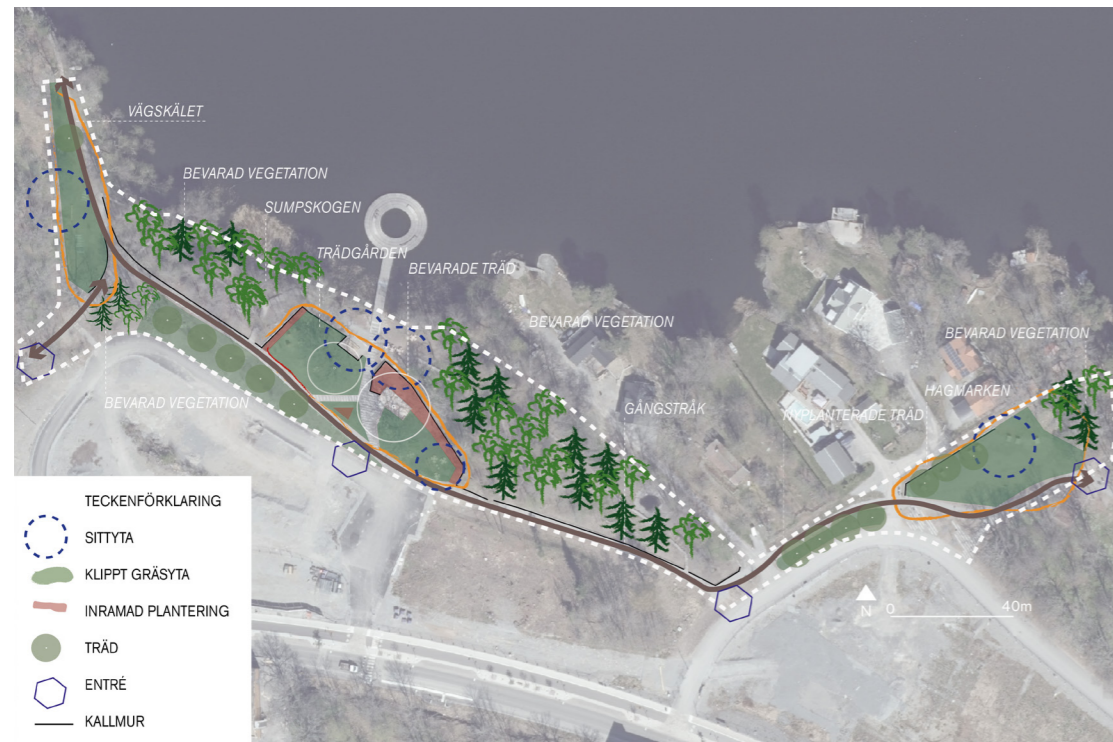 VÄGSKÄLET
BEVARAD VEGETATION
SUMPSKOGEN
TRÄDGÅRDEN
BEVARADE TRÄD
BEVARAD VEGETATION
BEVARAD VEGETATION
HAGMARKEN
BEVARAD VEGETATION
GÅNGSTRÅK
NYPLANTERADE TRÄD
TECKENFÖRKLARING
SITTYTA
KLIPPT GRÄSYTA
INRAMAD PLANTERING
TRÄD
ENTRÉ
KALLMUR
N 0 40m